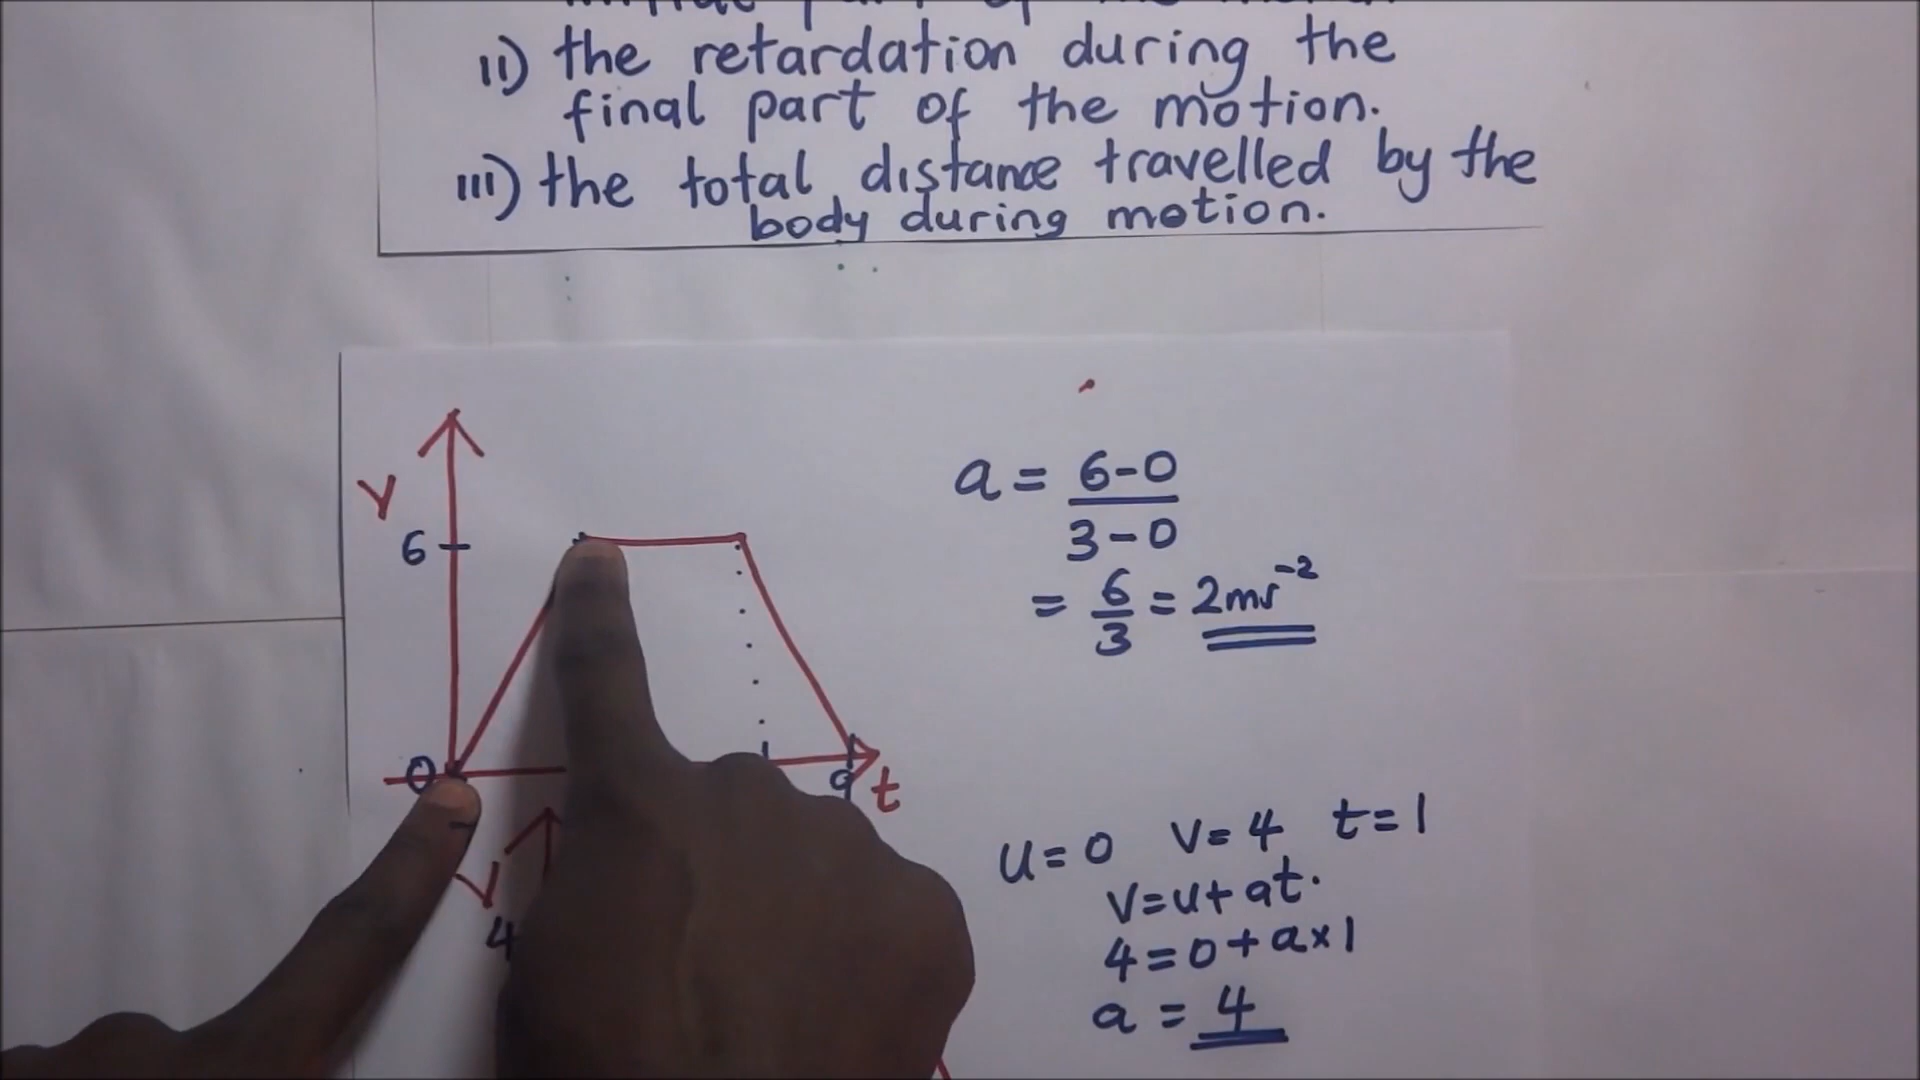 ii) the retardation during the
final part of the motion.
iii) the total distance travelled by the
body during motion.
V
6
0
9
t
a = 6-0
3-0
= 6/3 = 2ms⁻²
V
4
u=0 v=4 t=1
v=u+at.
4=0+a×1
a = 4